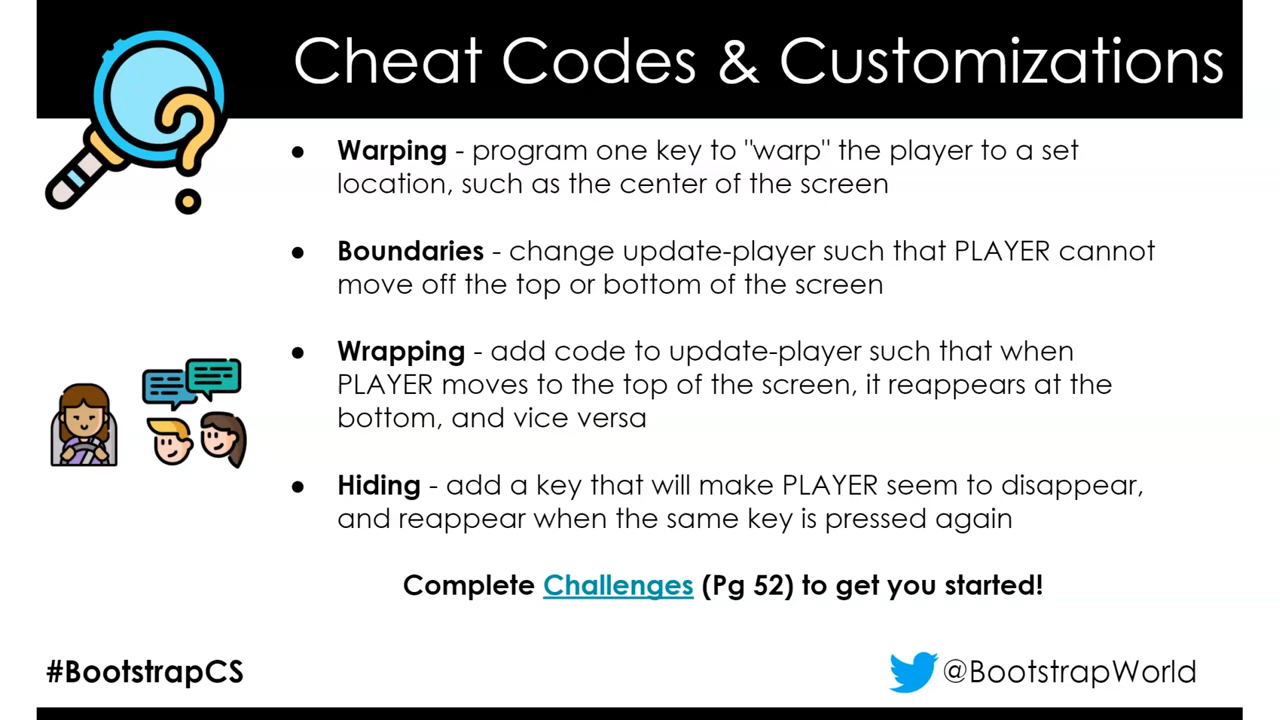 Cheat Codes & Customizations
● Warping - program one key to "warp" the player to a set
location, such as the center of the screen
● Boundaries - change update-player such that PLAYER cannot
move off the top or bottom of the screen
● Wrapping - add code to update-player such that when
PLAYER moves to the top of the screen, it reappears at the
bottom, and vice versa
● Hiding - add a key that will make PLAYER seem to disappear,
and reappear when the same key is pressed again
Complete Challenges (Pg 52) to get you started!
#BootstrapCS
@BootstrapWorld